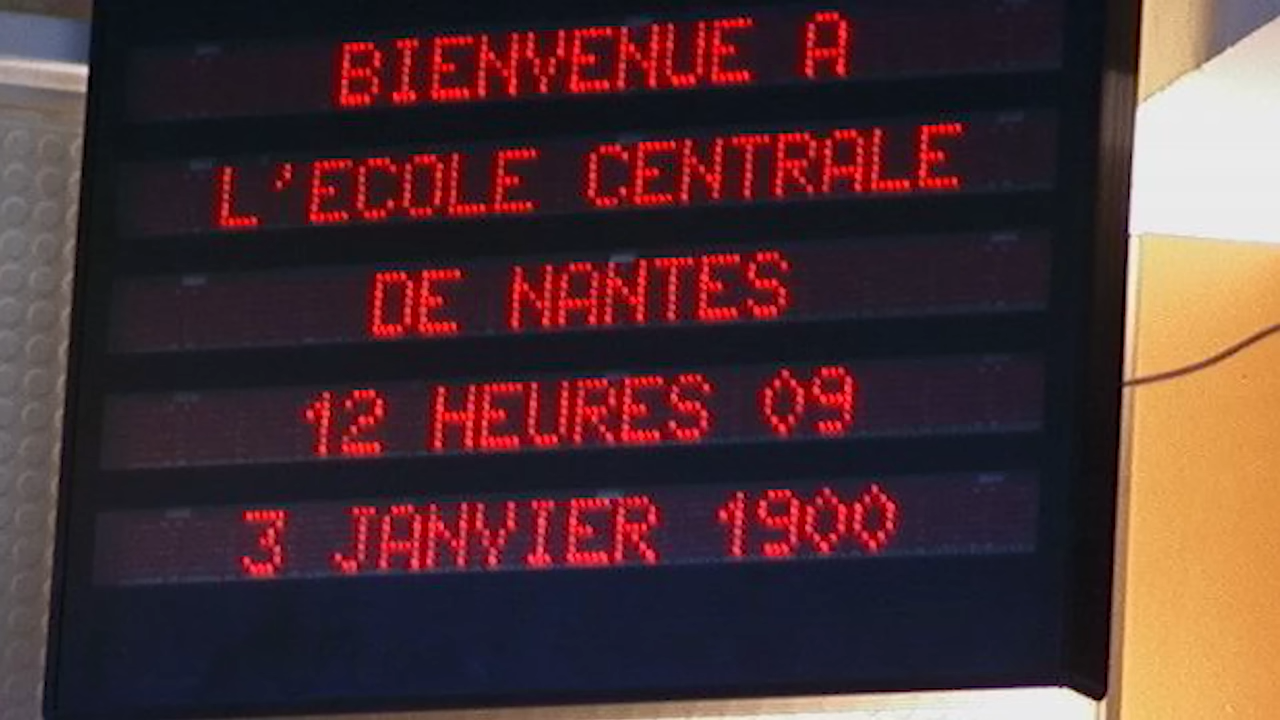 BIENVENUE A
L'ECOLE CENTRALE
DE NANTES
12 HEURES 09
3 JANVIER 1900